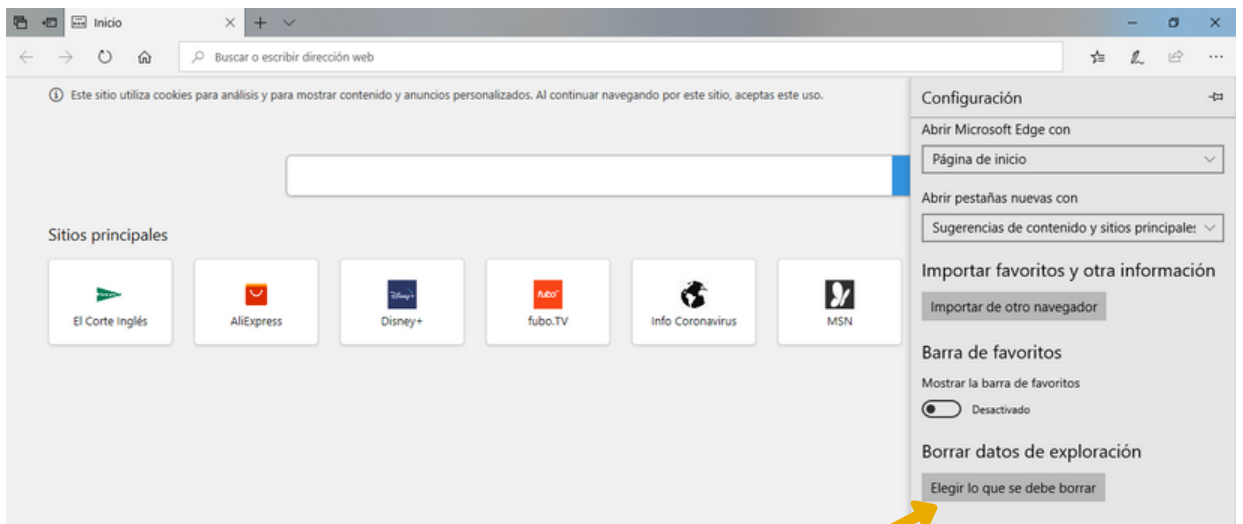 Inicio
Buscar o escribir dirección web
Este sitio utiliza cookies para análisis y para mostrar contenido y anuncios personalizados. Al continuar navegando por este sitio, aceptas este uso.
Sitios principales
El Corte Inglés
AliExpress
Disney+
Disney+
fubo
fubo.TV
Info Coronavirus
MSN
Configuración
Abrir Microsoft Edge con
Página de inicio
Abrir pestañas nuevas con
Sugerencias de contenido y sitios principales
Importar favoritos y otra información
Importar de otro navegador
Barra de favoritos
Mostrar la barra de favoritos
Desactivado
Borrar datos de exploración
Elegir lo que se debe borrar